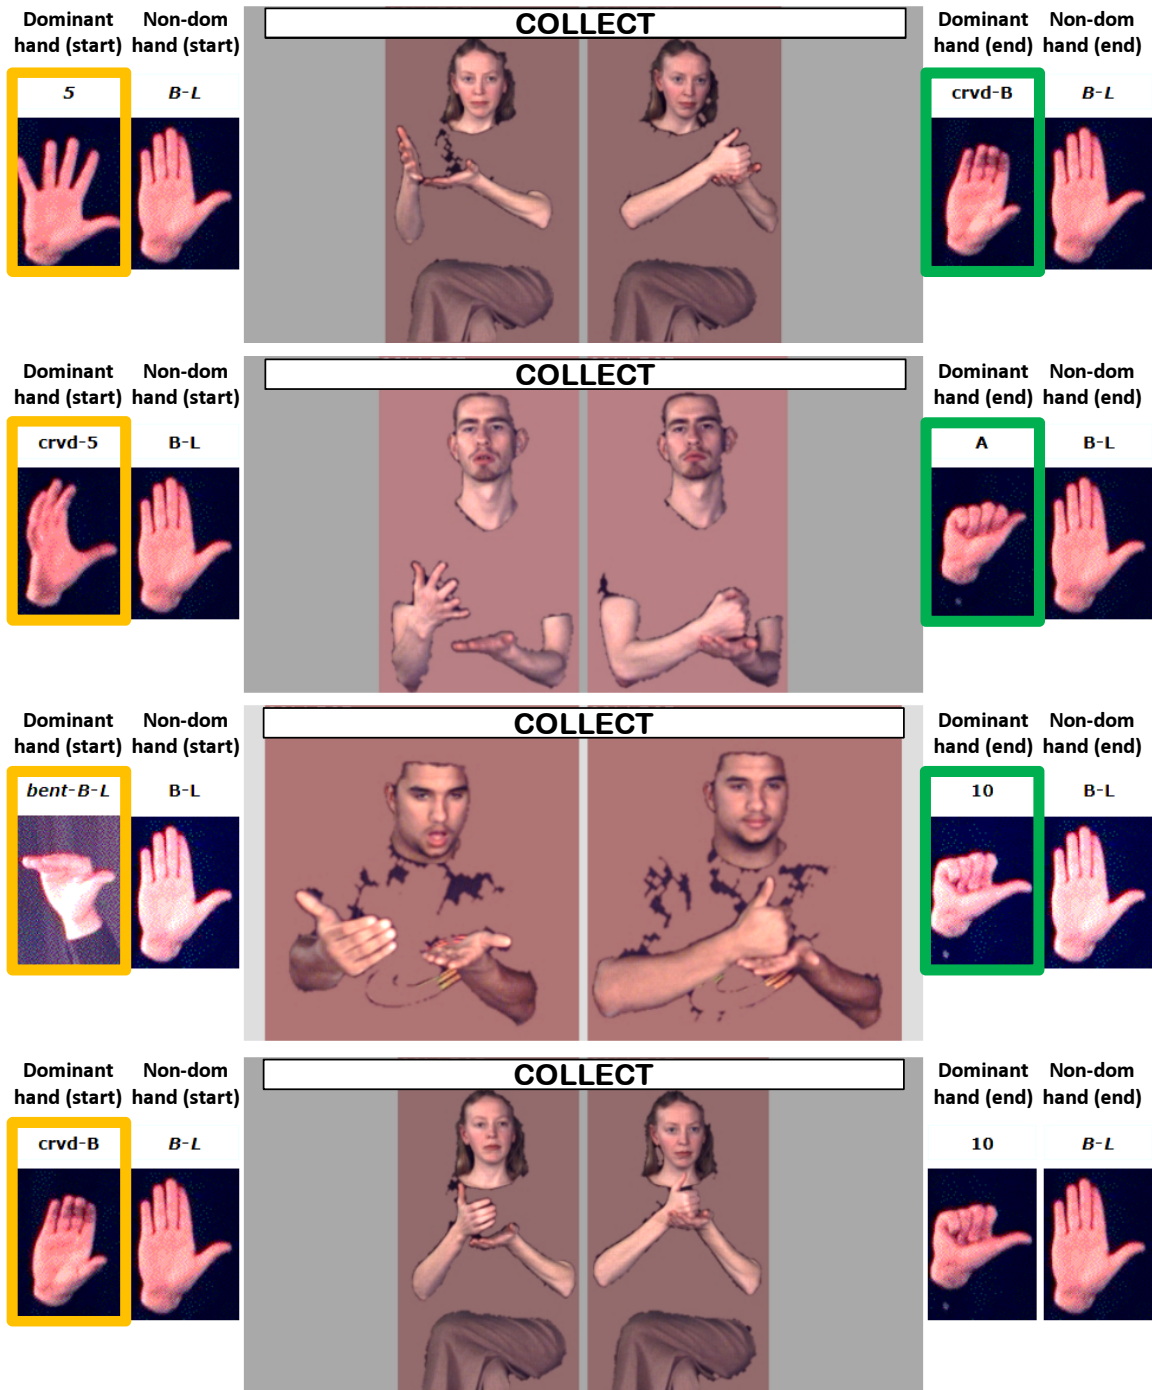 Dominant hand (start)
Non-dom hand (start)
COLLECT
Dominant hand (end)
Non-dom hand (end)
5
B-L
crvd-B
B-L
Dominant hand (start)
Non-dom hand (start)
COLLECT
Dominant hand (end)
Non-dom hand (end)
crvd-5
B-L
A
B-L
Dominant hand (start)
Non-dom hand (start)
COLLECT
Dominant hand (end)
Non-dom hand (end)
bent-B-L
B-L
10
B-L
Dominant hand (start)
Non-dom hand (start)
COLLECT
Dominant hand (end)
Non-dom hand (end)
crvd-B
B-L
10
B-L